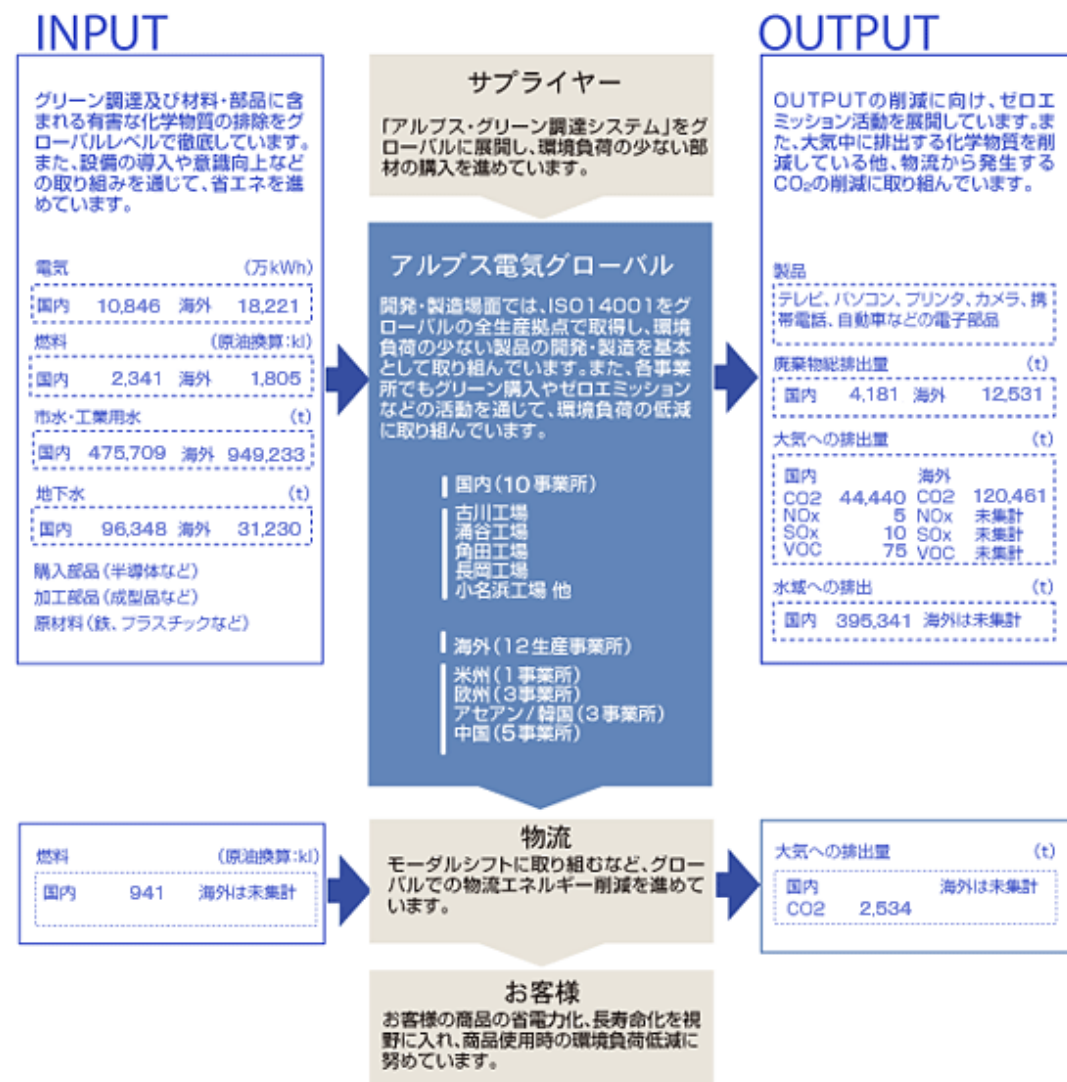 INPUT
グリーン調達及び材料・部品に含
まれる有害な化学物質の排除をグ
ローバルレベルで徹底しています。
また、設備の導入や意識向上など
の取り組みを通じて、省エネを進
めています。
電気 (万kWh)
国内 10,846 海外 18,221
燃料 (原油換算:kl)
国内 2,341 海外 1,805
市水・工業用水 (t)
国内 475,709 海外 949,233
地下水 (t)
国内 96,348 海外 31,230
購入部品(半導体など)
加工部品(成型品など)
原材料(鉄、プラスチックなど)
サプライヤー
「アルプス・グリーン調達システム」をグ
ローバルに展開し、環境負荷の少ない部
材の購入を進めています。
アルプス電気グローバル
開発・製造場面では、ISO14001をグ
ローバルの全生産拠点で取得し、環境
負荷の少ない製品の開発・製造を基本
として取り組んでいます。また、各事業
所でもグリーン購入やゼロエミッション
などの活動を通じて、環境負荷の低減
に取り組んでいます。
国内(10事業所)
古川工場
涌谷工場
角田工場
長岡工場
小名浜工場 他
海外(12生産事業所)
米州(1事業所)
欧州(3事業所)
アセアン/韓国(3事業所)
中国(5事業所)
OUTPUT
OUTPUTの削減に向け、ゼロエ
ミッション活動を展開しています。ま
た、大気中に排出する化学物質を削
減している他、物流から発生する
CO₂の削減に取り組んでいます。
製品
テレビ、パソコン、プリンタ、カメラ、携
帯電話、自動車などの電子部品
廃棄物総排出量 (t)
国内 4,181 海外 12,531
大気への排出量 (t)
国内 海外
CO2 44,440 CO2 120,461
NOx 5 NOx 未集計
SOx 10 SOx 未集計
VOC 75 VOC 未集計
水域への排出 (t)
国内 395,341 海外は未集計
燃料 (原油換算:kl)
国内 941 海外は未集計
物流
モーダルシフトに取り組むなど、グロー
バルでの物流エネルギー削減を進めて
います。
大気への排出量 (t)
国内 海外は未集計
CO2 2,534
お客様
お客様の商品の省電力化、長寿命化を視
野に入れ、商品使用時の環境負荷低減に
努めています。